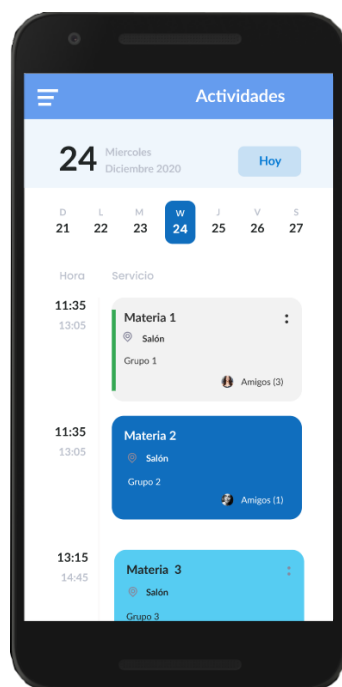 Actividades
24 Miercoles
Diciembre 2020
Hoy
D L M W J V S
21 22 23 24 25 26 27
Hora Servicio
11:35
13:05
Materia 1
Salón
Grupo 1
Amigos (3)
11:35
13:05
Materia 2
Salón
Grupo 2
Amigos (1)
13:15
14:45
Materia 3
Salón
Grupo 3